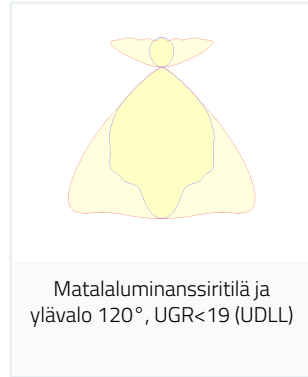 Matalaluminanssiritilä ja
ylävalo 120°, UGR<19 (UDLL)